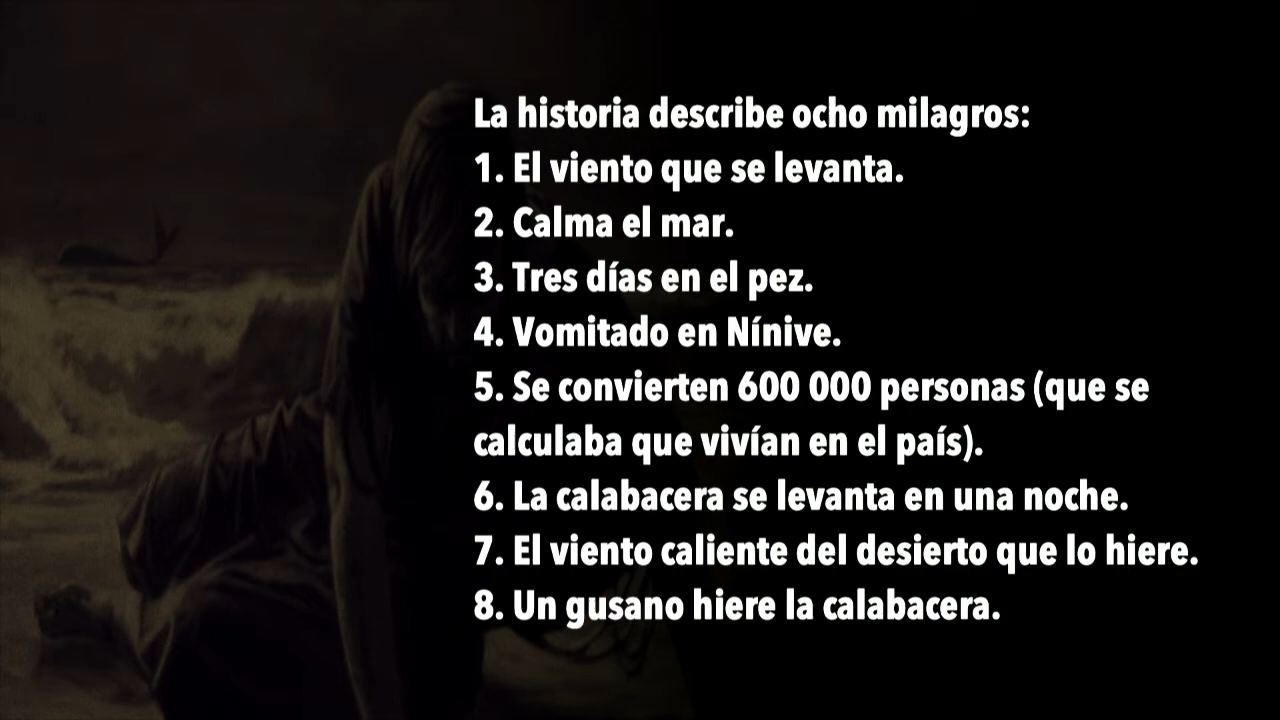 La historia describe ocho milagros:
1. El viento que se levanta.
2. Calma el mar.
3. Tres días en el pez.
4. Vomitado en Nínive.
5. Se convierten 600 000 personas (que se
calculaba que vivían en el país).
6. La calabacera se levanta en una noche.
7. El viento caliente del desierto que lo hiere.
8. Un gusano hiere la calabacera.